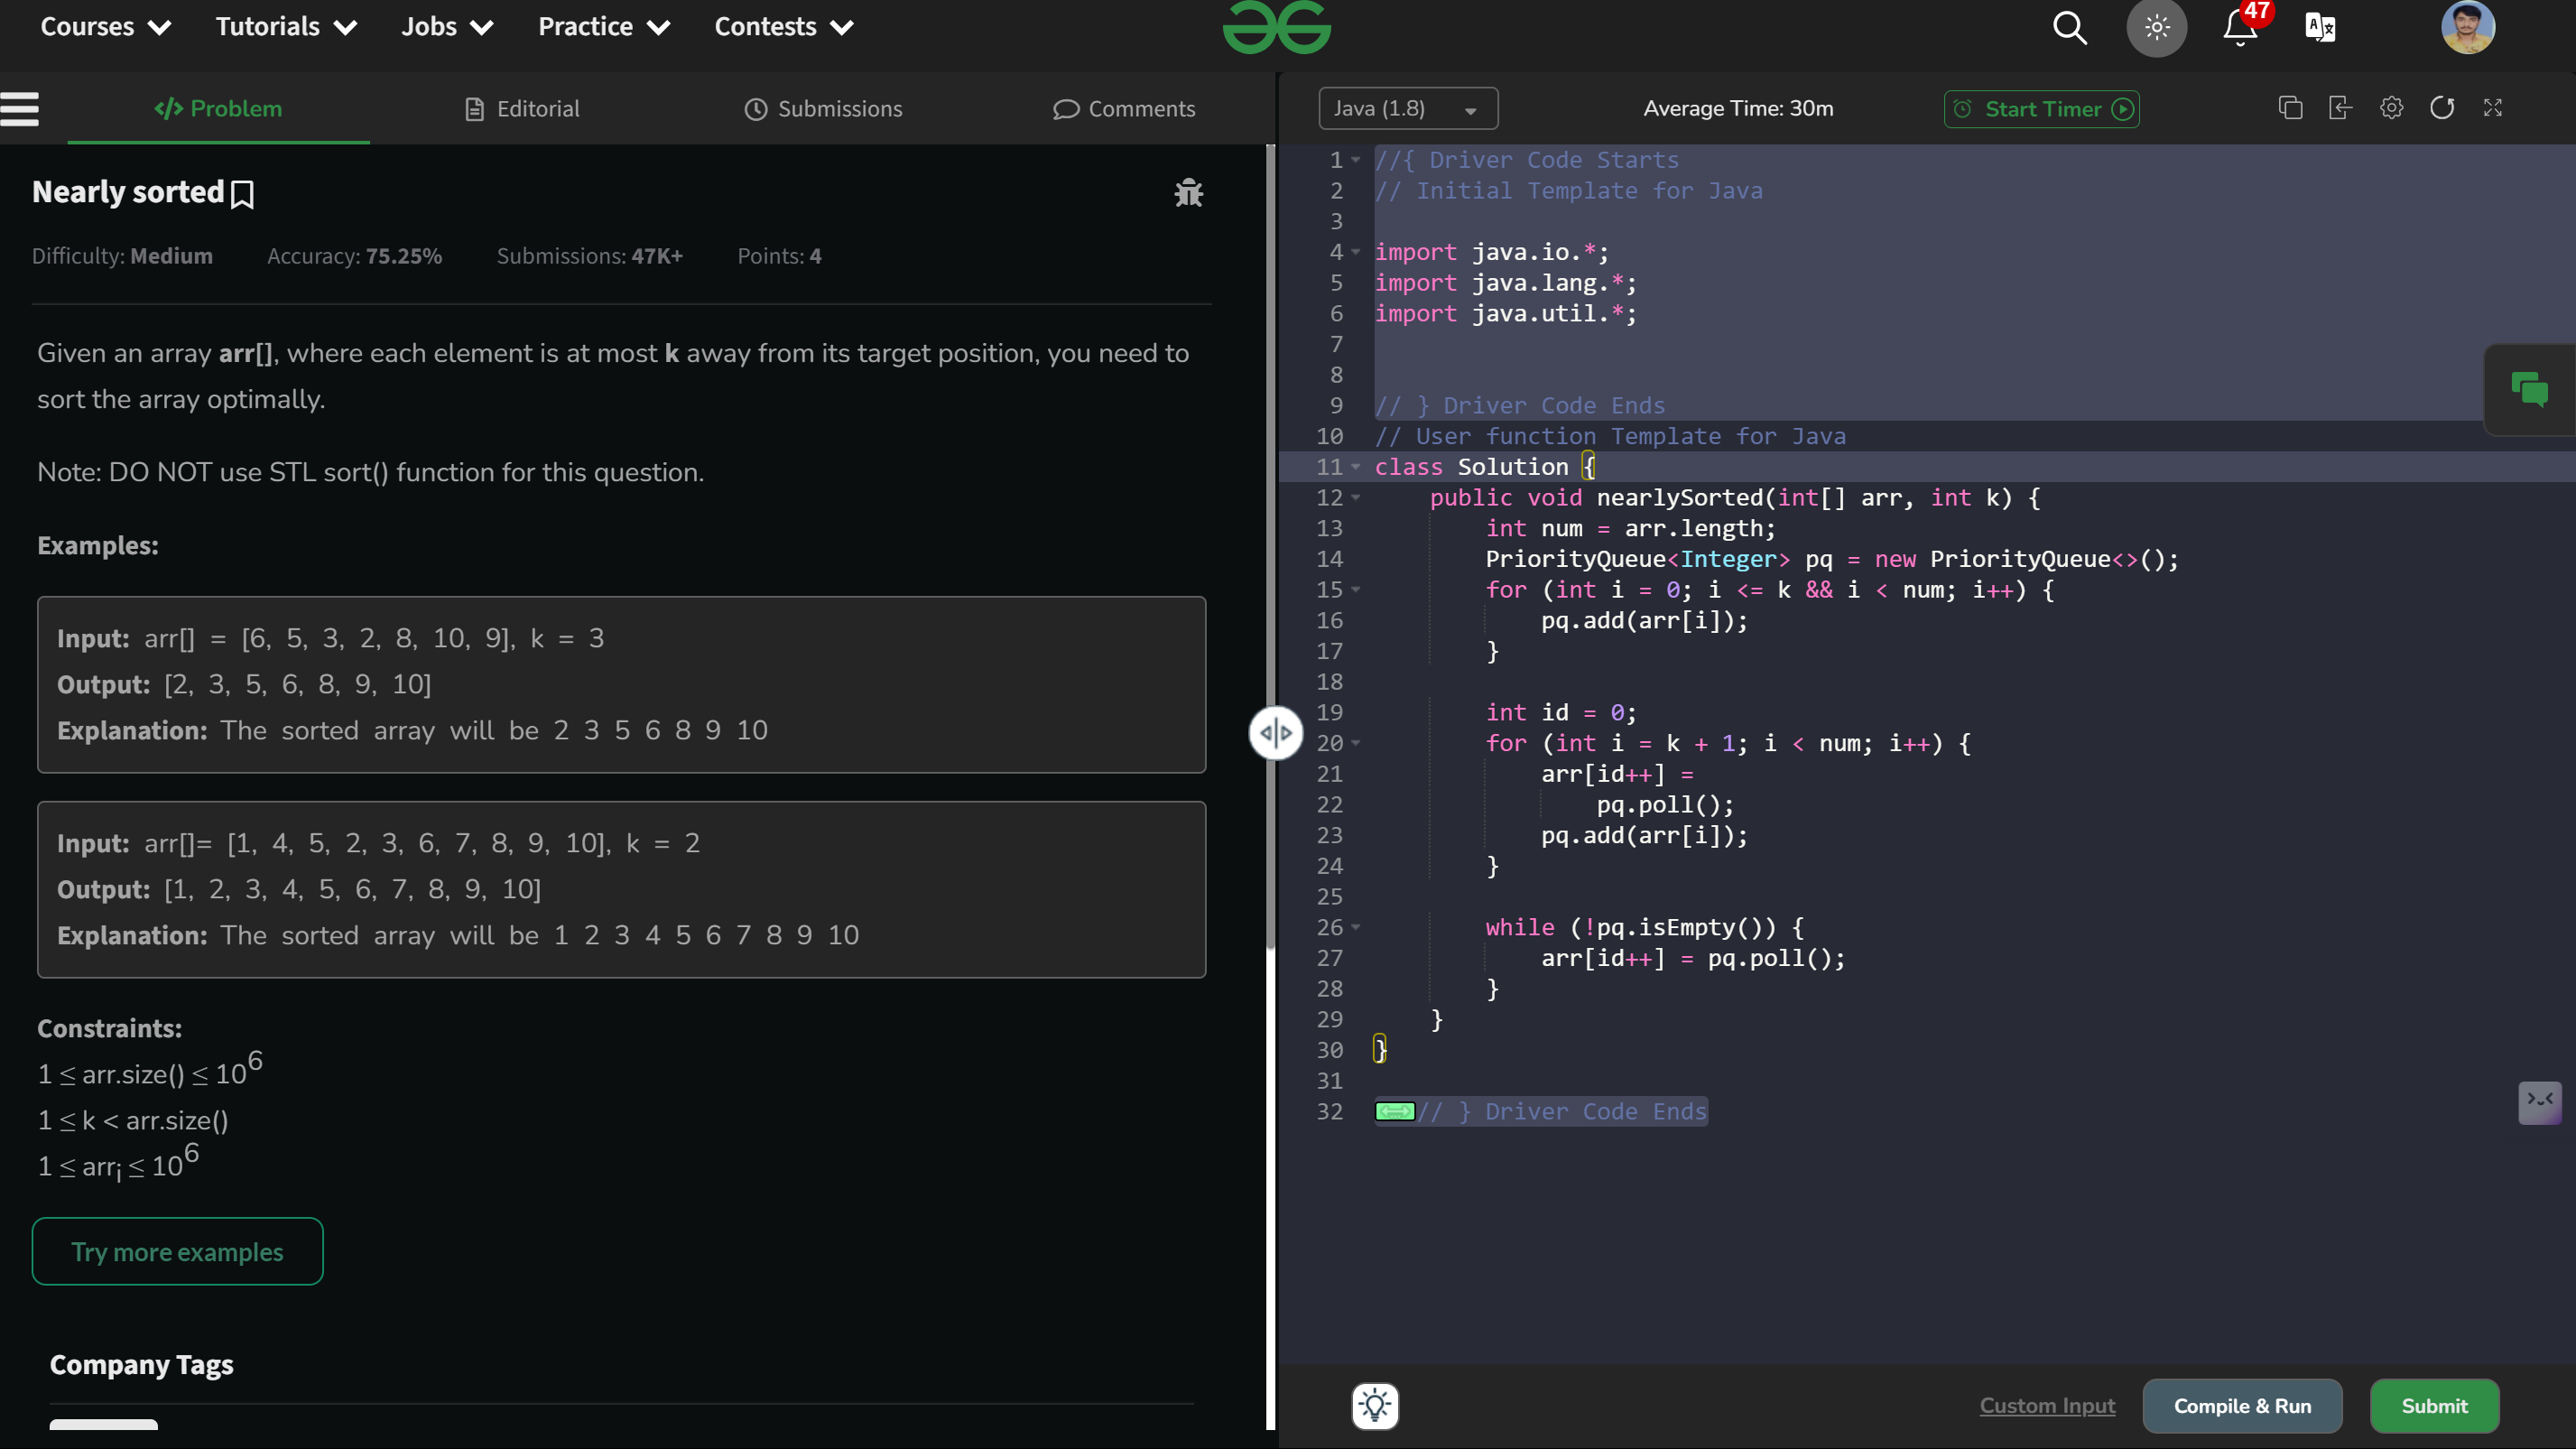 Courses Tutorials Jobs Practice Contests
47
Problem Editorial Submissions Comments
Nearly sorted
Difficulty: Medium Accuracy: 75.25% Submissions: 47K+ Points: 4
Given an array arr[], where each element is at most k away from its target position, you need to
sort the array optimally.
Note: DO NOT use STL sort() function for this question.
Examples:
Input: arr[] = [6, 5, 3, 2, 8, 10, 9], k = 3
Output: [2, 3, 5, 6, 8, 9, 10]
Explanation: The sorted array will be 2 3 5 6 8 9 10
Input: arr[]= [1, 4, 5, 2, 3, 6, 7, 8, 9, 10], k = 2
Output: [1, 2, 3, 4, 5, 6, 7, 8, 9, 10]
Explanation: The sorted array will be 1 2 3 4 5 6 7 8 9 10
Constraints:
1 ≤ arr.size() ≤ 10^6
1 ≤ k < arr.size()
1 ≤ arr_i ≤ 10^6
Try more examples
Company Tags
Java (1.8) Average Time: 30m Start Timer
1 //{ Driver Code Starts
2 // Initial Template for Java
3
4 import java.io.*;
5 import java.lang.*;
6 import java.util.*;
7
8
9 // } Driver Code Ends
10 // User function Template for Java
11 class Solution {
12     public void nearlySorted(int[] arr, int k) {
13         int num = arr.length;
14         PriorityQueue<Integer> pq = new PriorityQueue<>();
15         for (int i = 0; i <= k && i < num; i++) {
16             pq.add(arr[i]);
17         }
18
19         int id = 0;
20         for (int i = k + 1; i < num; i++) {
21             arr[id++] =
22                 pq.poll();
23             pq.add(arr[i]);
24         }
25
26         while (!pq.isEmpty()) {
27             arr[id++] = pq.poll();
28         }
29     }
30 }
31
32 // } Driver Code Ends
Custom Input Compile & Run Submit